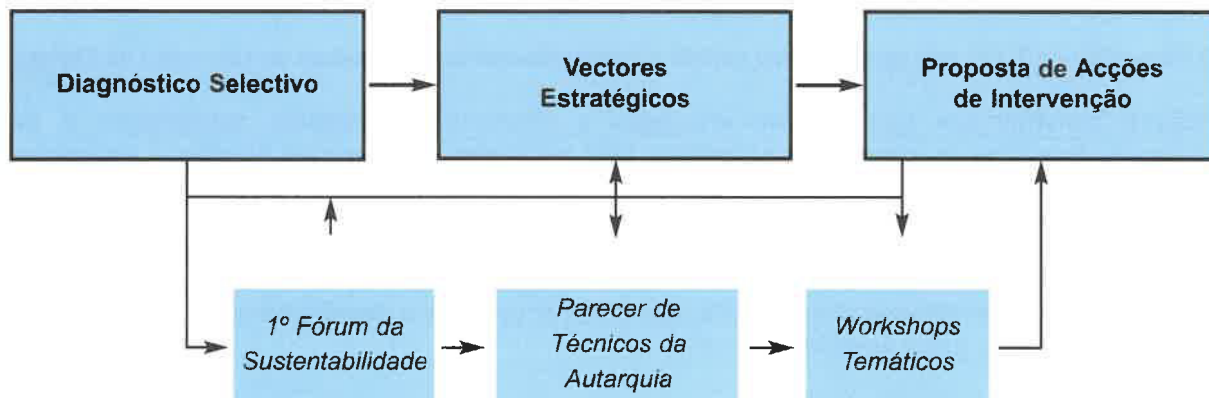 Diagnóstico Selectivo
Vectores
Estratégicos
Proposta de Acções
de Intervenção
1º Fórum da
Sustentabilidade
Parecer de
Técnicos da
Autarquia
Workshops
Temáticos